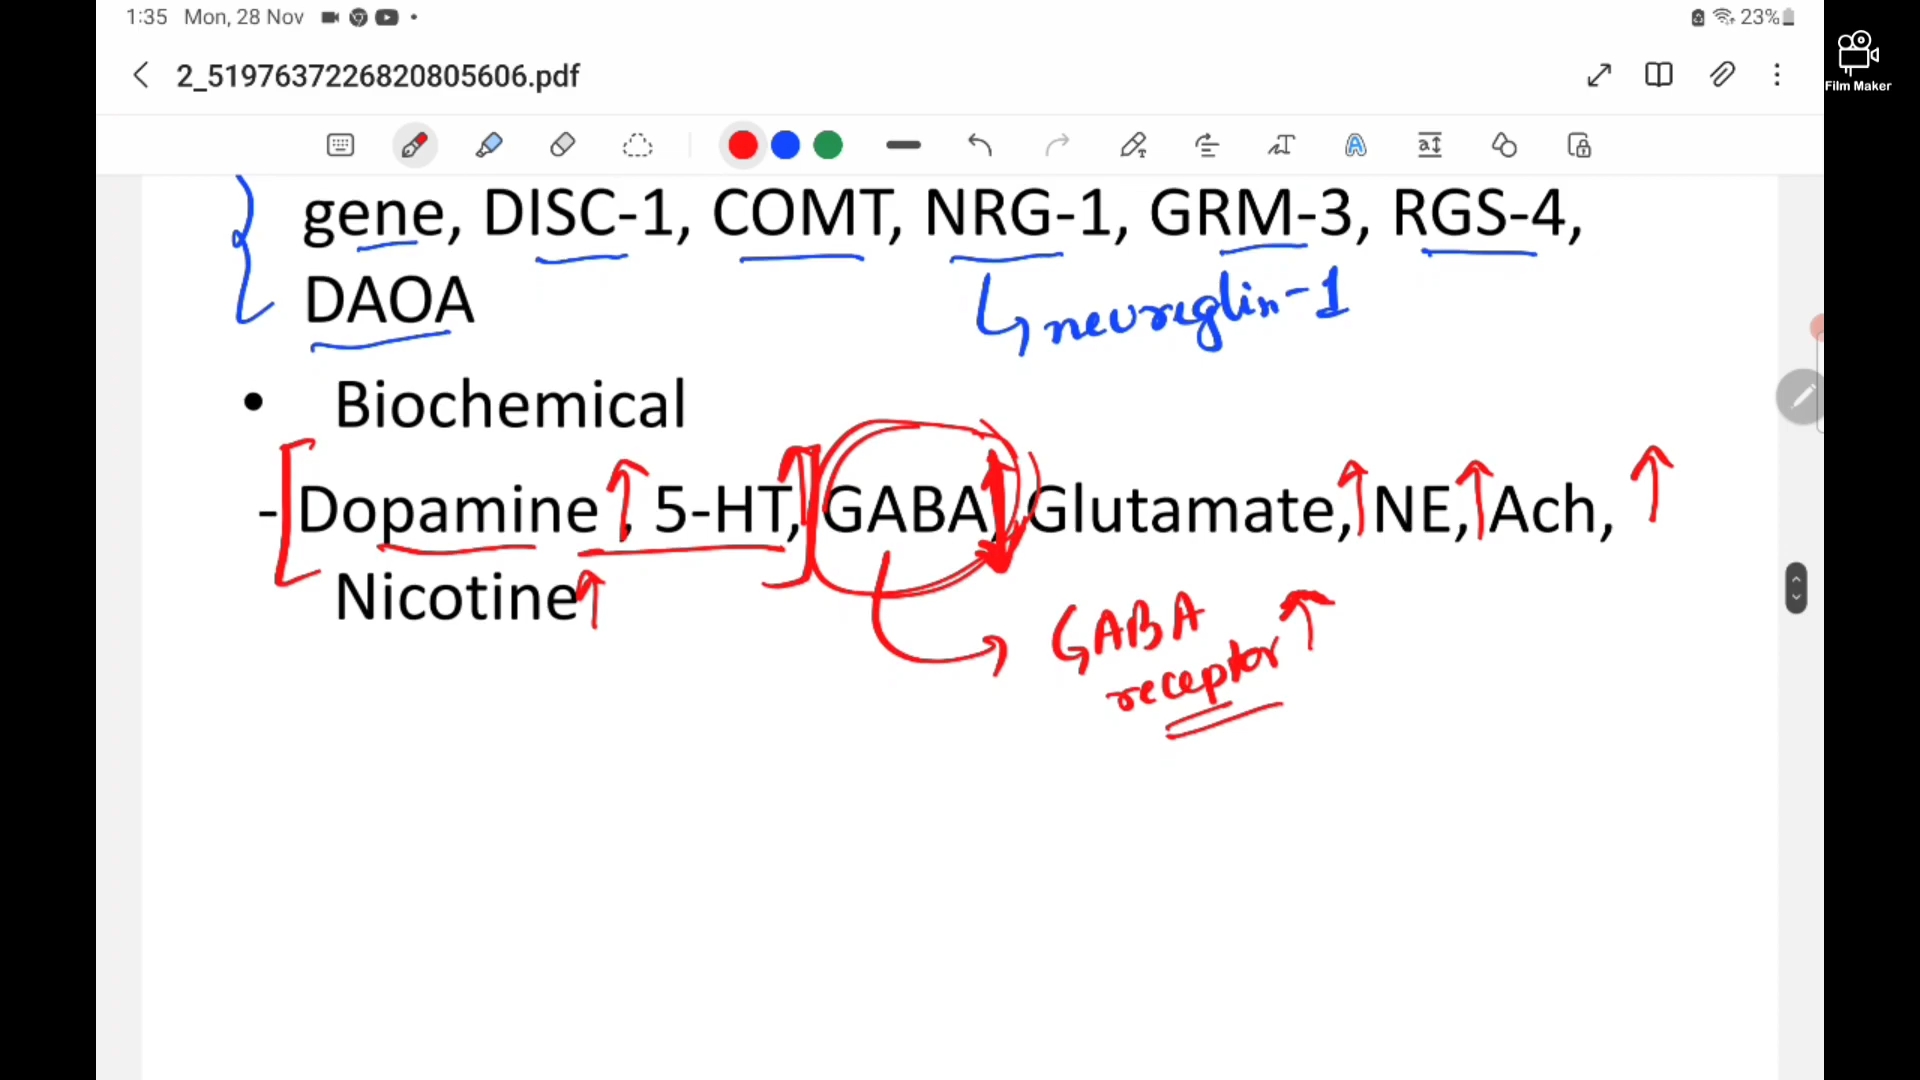 1:35 Mon, 28 Nov
23%
Film Maker
2_5197637226820805606.pdf
gene, DISC-1, COMT, NRG-1, GRM-3, RGS-4,
DAOA
neureglin-1
• Biochemical
- Dopamine↑, 5-HT,↑ GABA, Glutamate,↑ NE,↑ Ach, ↑
Nicotine↑
GABA
receptor ↑